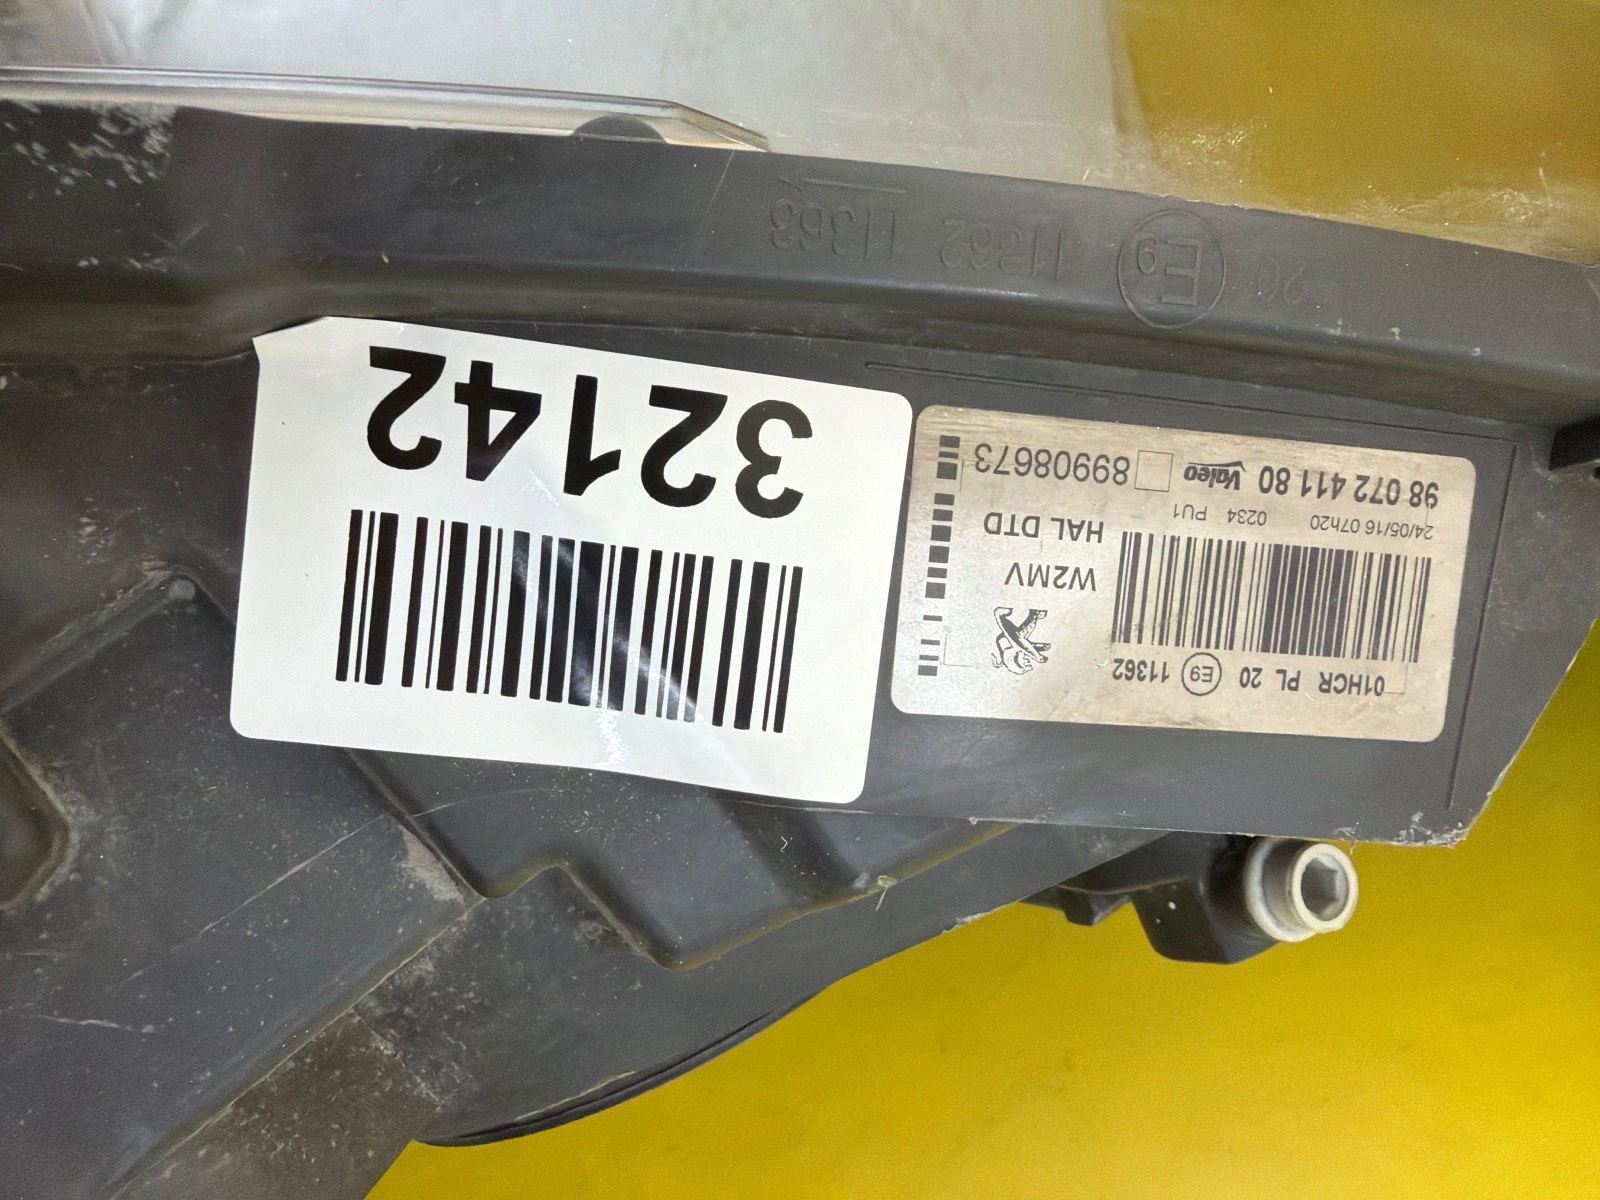 32142
98 072 411 80 Valeo 89908673
24/05/16 07h20 0234 PU1
HAL DTD
W2MV
01HCR PL 20 E9 11362
20 E9 11362 11363